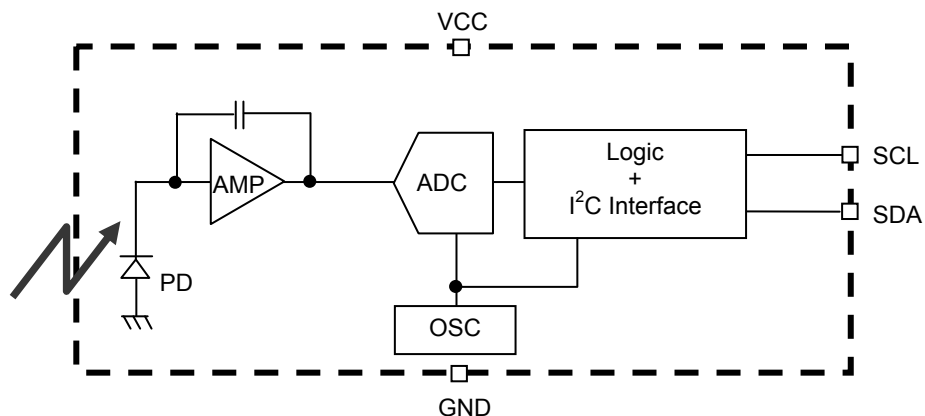 VCC
AMP
ADC
Logic
+
I²C Interface
SCL
SDA
PD
OSC
GND